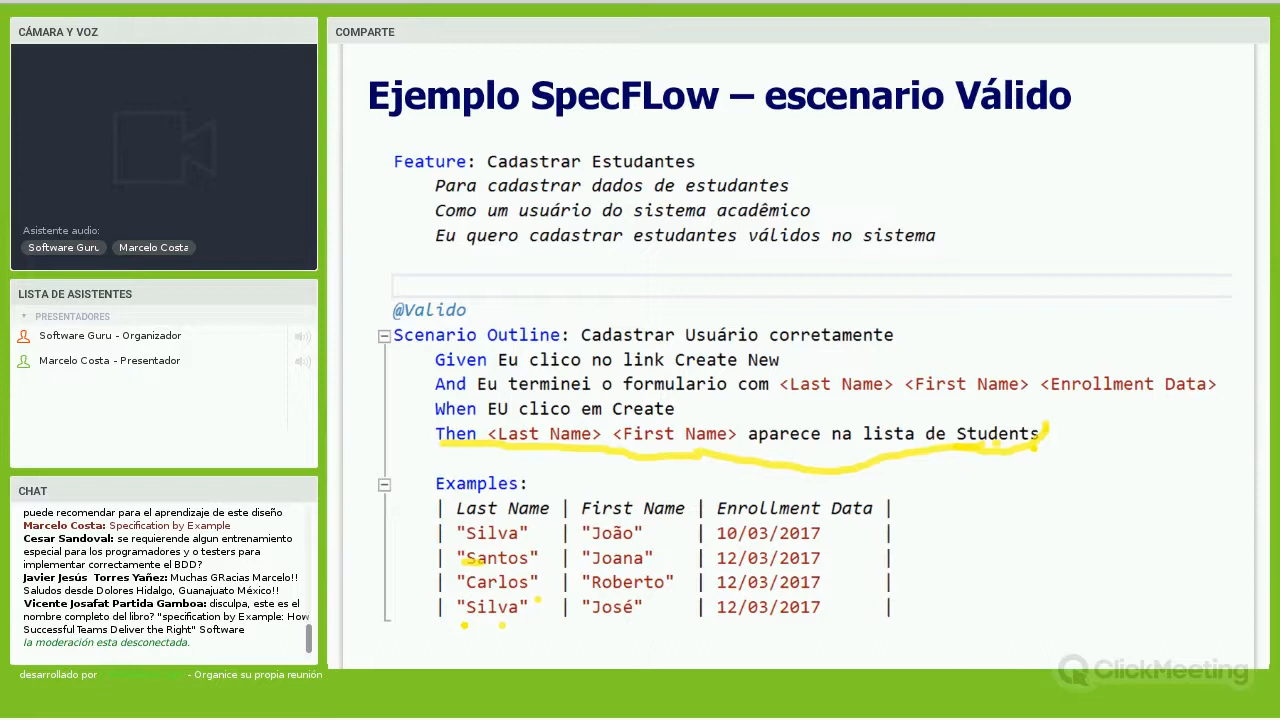 CÁMARA Y VOZ
Asistente audio:
Software Guru
Marcelo Costa
LISTA DE ASISTENTES
PRESENTADORES
Software Guru - Organizador
Marcelo Costa - Presentador
CHAT
puede recomendar para el aprendizaje de este diseño
Marcelo Costa: Specification by Example
Cesar Sandoval: se requierende algun entrenamiento
especial para los programadores y o testers para
implementar correctamente el BDD?
Javier Jesús Torres Yañez: Muchas GRacias Marcelo!!
Saludos desde Dolores Hidalgo, Guanajuato México!!
Vicente Josafat Partida Gamboa: disculpa, este es el
nombre completo del libro? "specification by Example: How
Successful Teams Deliver the Right" Software
la moderación esta desconectada.
desarrollado por - Organice su propia reunión
COMPARTE
Ejemplo SpecFLow – escenario Válido
Feature: Cadastrar Estudantes
Para cadastrar dados de estudantes
Como um usuário do sistema acadêmico
Eu quero cadastrar estudantes válidos no sistema
@Valido
Scenario Outline: Cadastrar Usuário corretamente
Given Eu clico no link Create New
And Eu terminei o formulario com <Last Name> <First Name> <Enrollment Data>
When EU clico em Create
Then <Last Name> <First Name> aparece na lista de Students
Examples:
| Last Name | First Name | Enrollment Data |
| "Silva" | "João" | 10/03/2017 |
| "Santos" | "Joana" | 12/03/2017 |
| "Carlos" | "Roberto" | 12/03/2017 |
| "Silva" | "José" | 12/03/2017 |
ClickMeeting